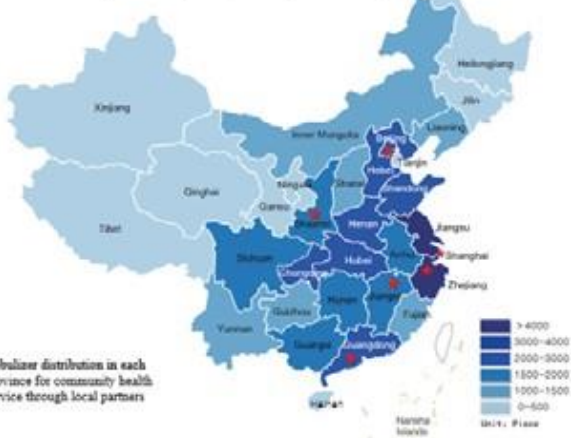 Heilongjiang
Jilin
Xinjiang
Liaoning
Inner Mongolia
Beijing
Tianjin
Hebei
Ningxia
Shanxi
Qinghai
Shandong
Gansu
Shaanxi
Henan
Jiangsu
Tibet
Anhui
Shanghai
Sichuan
Hubei
Chongqing
Zhejiang
Hunan
Jiangxi
Guizhou
Fujian
Yunnan
Guangxi
Guangdong
Hainan
Nansha
Islands
> 4000
3000-4000
2000-3000
1500-2000
1000-1500
0-500
Unit: Piece
bulizer distribution in each
vince for community health
vice through local partners